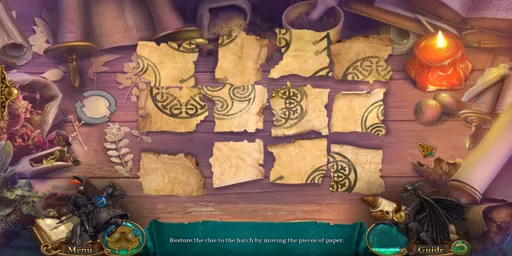 Restore the clue to the hatch by moving the pieces of paper.
Menu
Guide